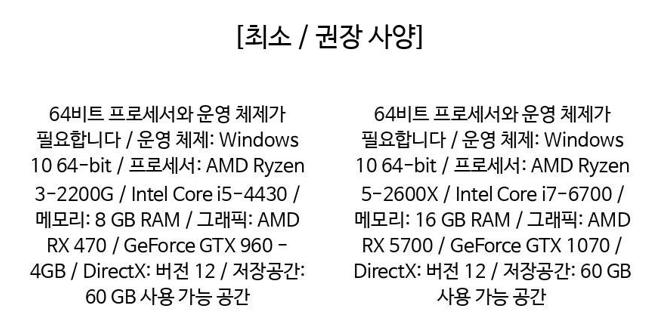 [최소 / 권장 사양]
64비트 프로세서와 운영 체제가
필요합니다 / 운영 체제: Windows
10 64-bit / 프로세서: AMD Ryzen
3-2200G / Intel Core i5-4430 /
메모리: 8 GB RAM / 그래픽: AMD
RX 470 / GeForce GTX 960 -
4GB / DirectX: 버전 12 / 저장공간:
60 GB 사용 가능 공간
64비트 프로세서와 운영 체제가
필요합니다 / 운영 체제: Windows
10 64-bit / 프로세서: AMD Ryzen
5-2600X / Intel Core i7-6700 /
메모리: 16 GB RAM / 그래픽: AMD
RX 5700 / GeForce GTX 1070 /
DirectX: 버전 12 / 저장공간: 60 GB
사용 가능 공간